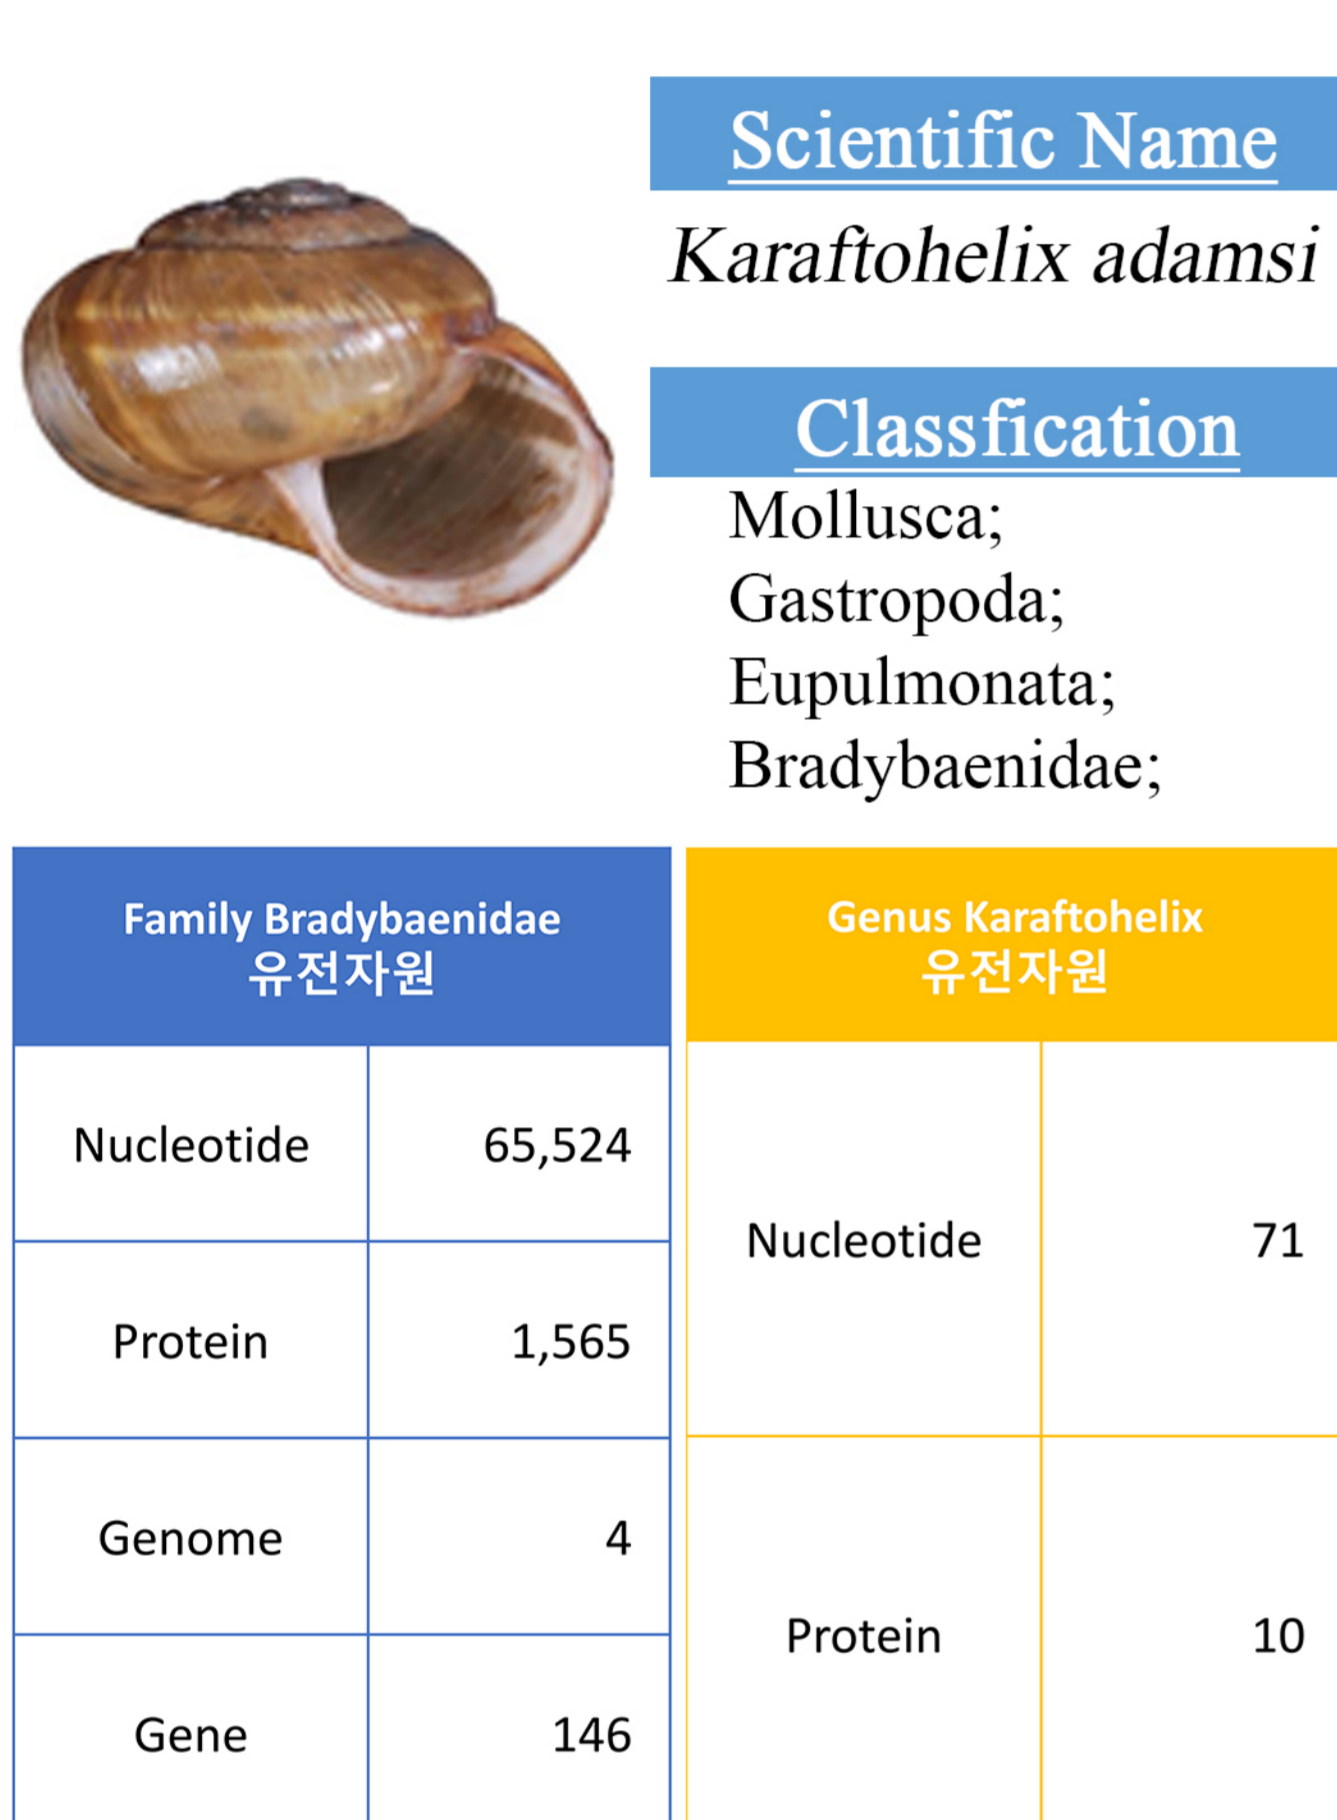 Scientific Name
Karaftohelix adamsi
Classfication
Mollusca;
Gastropoda;
Eupulmonata;
Bradybaenidae;
Family Bradybaenidae
유전자원
Nucleotide 65,524
Protein 1,565
Genome 4
Gene 146
Genus Karaftohelix
유전자원
Nucleotide 71
Protein 10